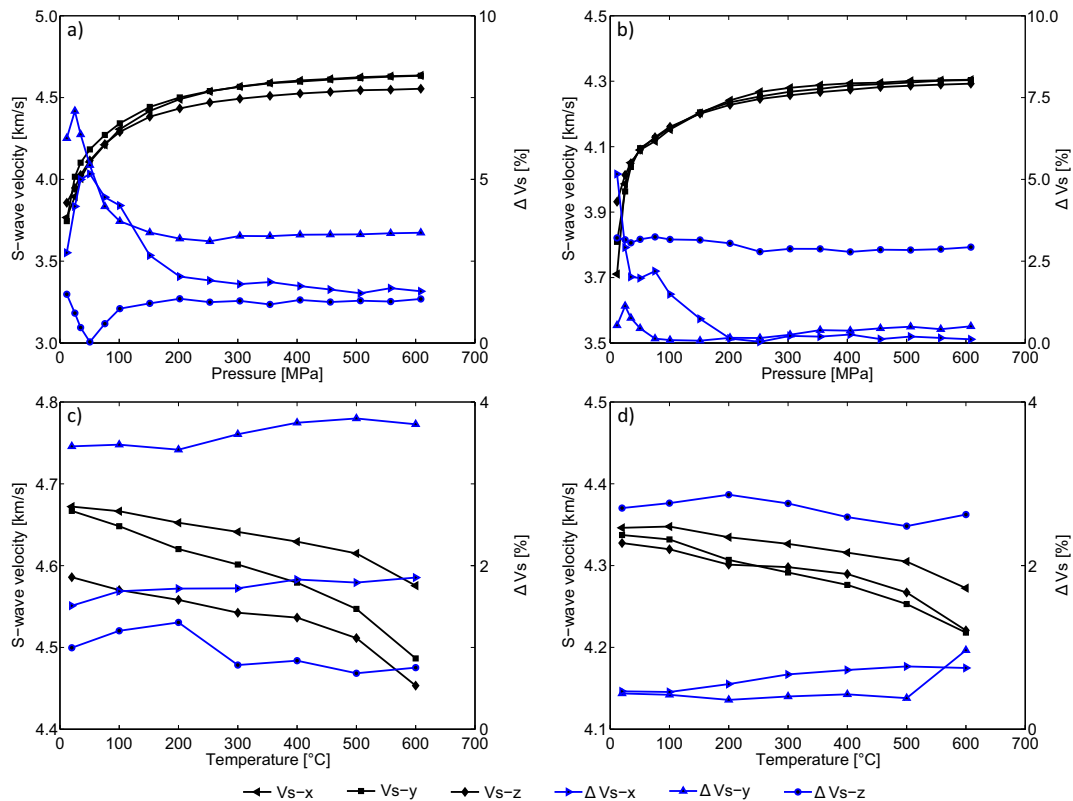 a)
5.0
4.5
4.0
3.5
3.0
S-wave velocity [km/s]
10
5
0
Δ Vs [%]
0 100 200 300 400 500 600 700
Pressure [MPa]
b)
4.5
4.3
4.1
3.9
3.7
3.5
S-wave velocity [km/s]
10.0
7.5
5.0
2.5
0
Δ Vs [%]
0 100 200 300 400 500 600 700
Pressure [MPa]
c)
4.8
4.7
4.6
4.5
4.4
S-wave velocity [km/s]
4
2
0
Δ Vs [%]
0 100 200 300 400 500 600 700
Temperature [°C]
d)
4.5
4.3
4.2
4.1
S-wave velocity [km/s]
4
2
0
Δ Vs [%]
0 100 200 300 400 500 600 700
Temperature [°C]
Vs-x Vs-y Vs-z Δ Vs-x Δ Vs-y Δ Vs-z